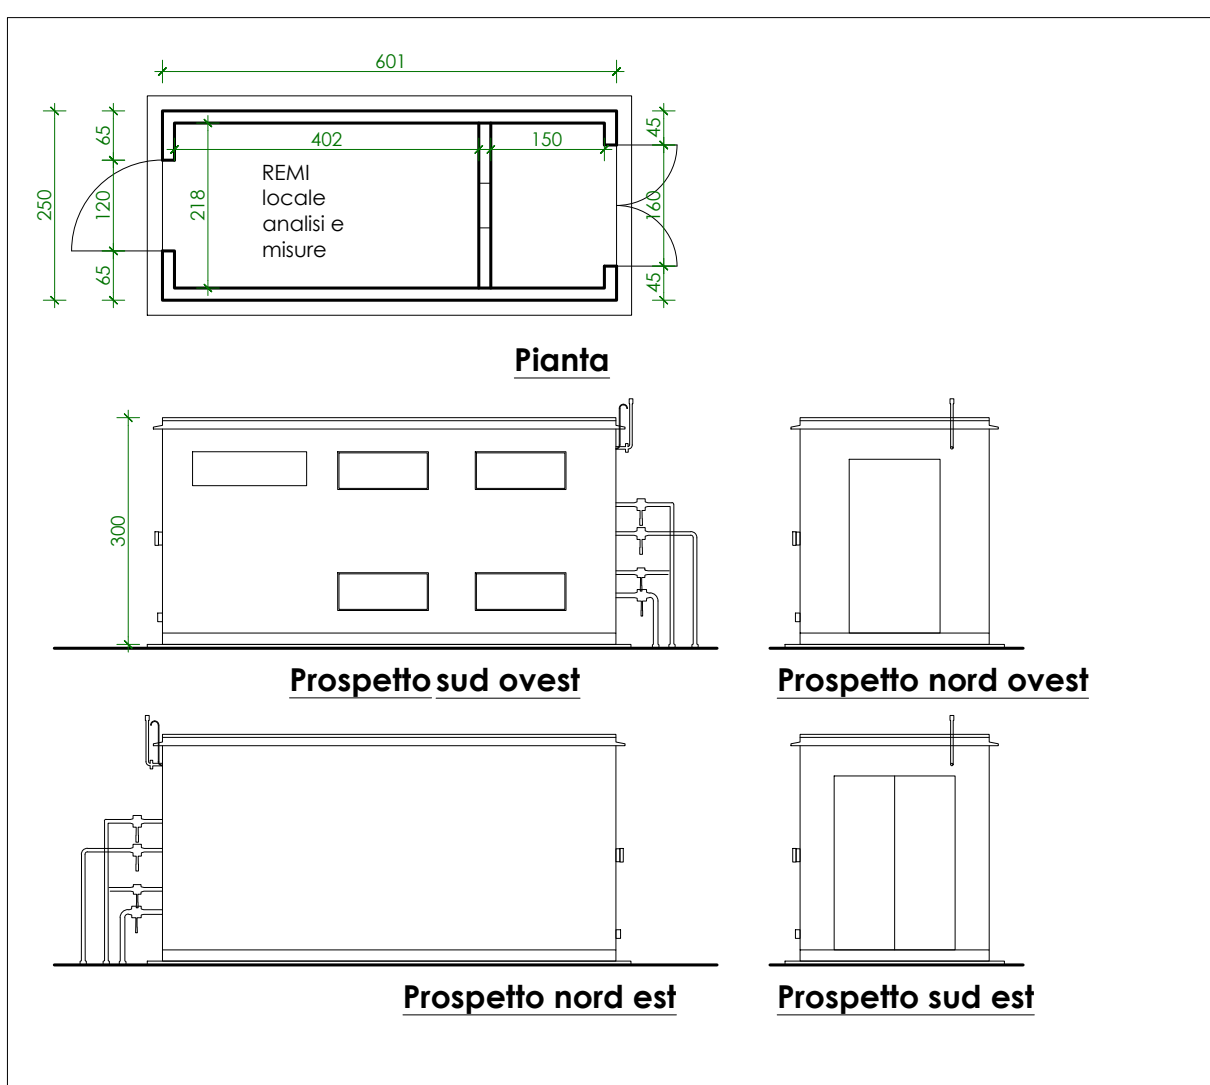 601
65
45
402
150
218
REMI
locale
analisi e
misure
250
120
160
65
45
Pianta
300
Prospetto sud ovest
Prospetto nord ovest
Prospetto nord est
Prospetto sud est